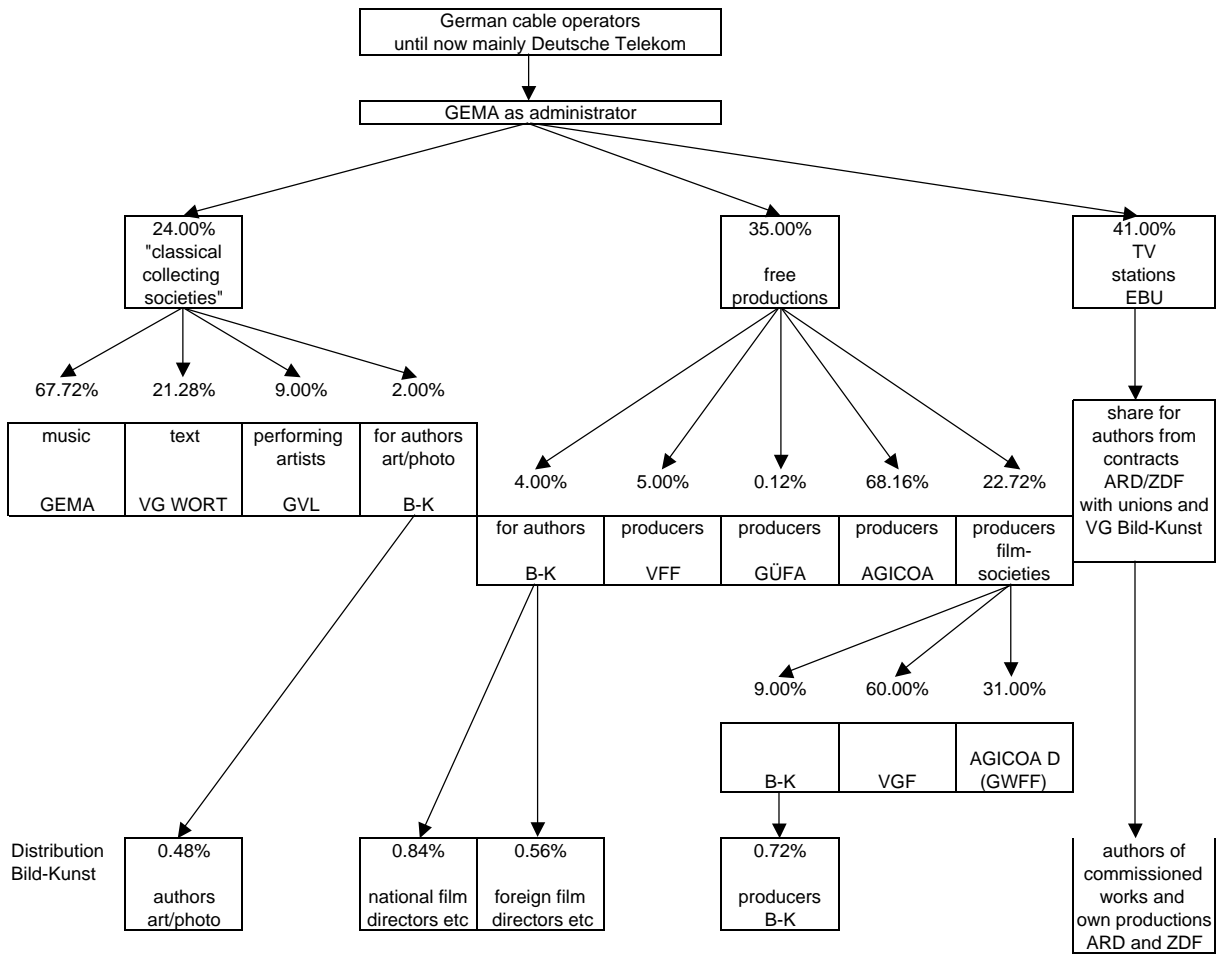 German cable operators
until now mainly Deutsche Telekom
GEMA as administrator
24.00%
"classical
collecting
societies"
35.00%
free
productions
41.00%
TV
stations
EBU
67.72%
21.28%
9.00%
2.00%
music
GEMA
text
VG WORT
performing
artists
GVL
for authors
art/photo
B-K
4.00%
5.00%
0.12%
68.16%
22.72%
share for
authors from
contracts
ARD/ZDF
with unions and
VG Bild-Kunst
for authors
B-K
producers
VFF
producers
GÜFA
producers
AGICOA
producers
film-
societies
9.00%
60.00%
31.00%
B-K
VGF
AGICOA D
(GWFF)
Distribution
Bild-Kunst
0.48%
authors
art/photo
0.84%
national film
directors etc
0.56%
foreign film
directors etc
0.72%
producers
B-K
authors of
commissioned
works and
own productions
ARD and ZDF